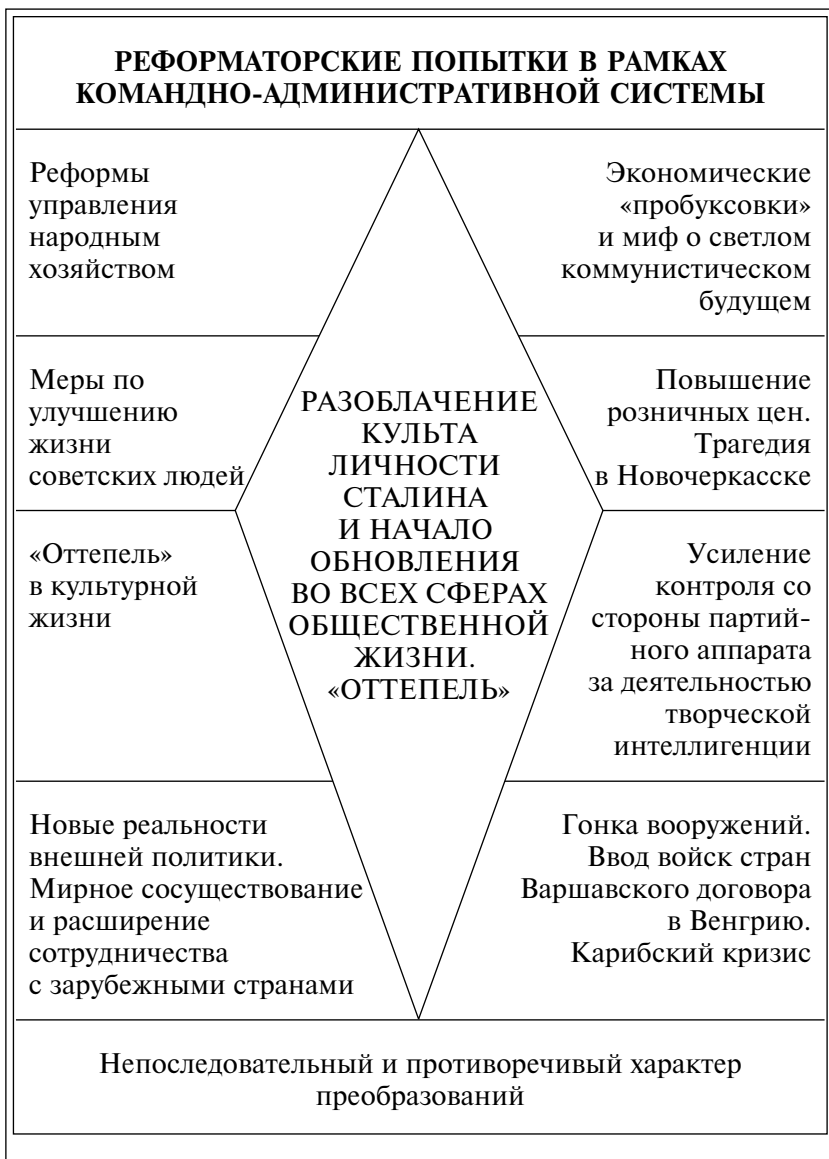 РЕФОРМАТОРСКИЕ ПОПЫТКИ В РАМКАХ
КОМАНДНО-АДМИНИСТРАТИВНОЙ СИСТЕМЫ
Реформы
управления
народным
хозяйством
Экономические
«пробуксовки»
и миф о светлом
коммунистическом
будущем
Меры по
улучшению
жизни
советских людей
Повышение
розничных цен.
Трагедия
в Новочеркасске
РАЗОБЛАЧЕНИЕ
КУЛЬТА
ЛИЧНОСТИ
СТАЛИНА
И НАЧАЛО
ОБНОВЛЕНИЯ
ВО ВСЕХ СФЕРАХ
ОБЩЕСТВЕННОЙ
ЖИЗНИ.
«ОТТЕПЕЛЬ»
«Оттепель»
в культурной
жизни
Усиление
контроля со
стороны партий-
ного аппарата
за деятельностью
творческой
интеллигенции
Новые реальности
внешней политики.
Мирное сосуществование
и расширение
сотрудничества
с зарубежными странами
Гонка вооружений.
Ввод войск стран
Варшавского договора
в Венгрию.
Карибский кризис
Непоследовательный и противоречивый характер
преобразований